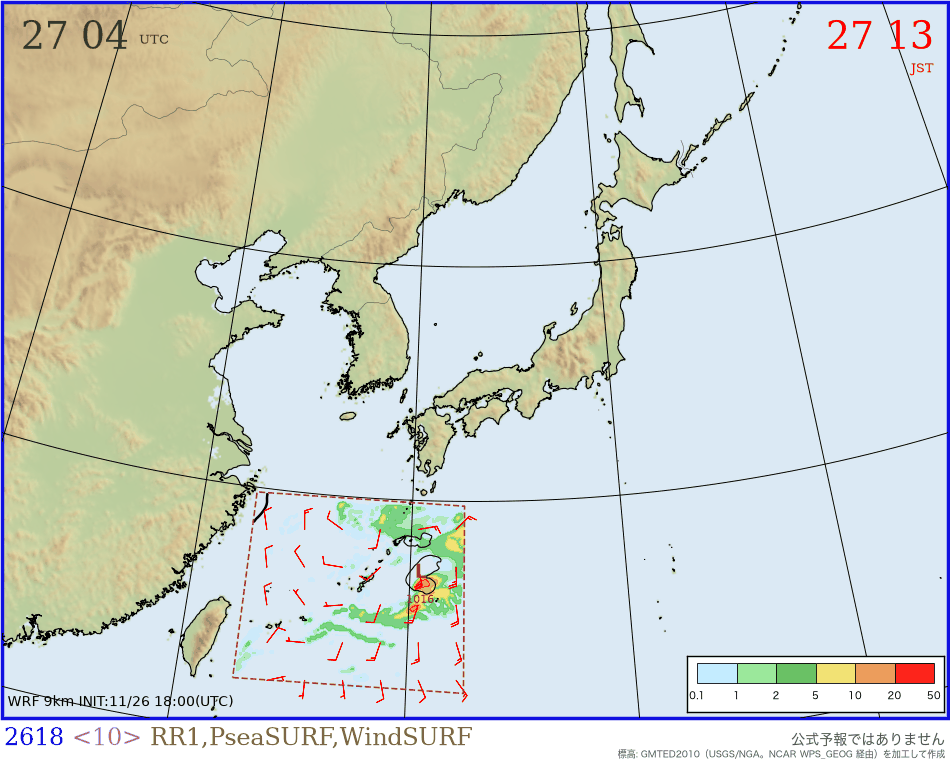 27 04 UTC
27 13
JST
L
1016
WRF 9km INIT:11/26 18:00(UTC)
0.1 1 2 5 10 20 50
2618 <10> RR1,PseaSURF,WindSURF
公式予報ではありません
標高: GMTED2010（USGS/NGA。NCAR WPS_GEOG 経由）を加工して作成